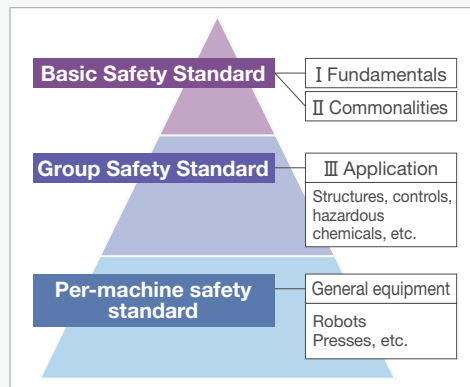 Basic Safety Standard
Ⅰ Fundamentals
Ⅱ Commonalities
Group Safety Standard
Ⅲ Application
Structures, controls,
hazardous
chemicals, etc.
Per-machine safety
standard
General equipment
Robots
Presses, etc.